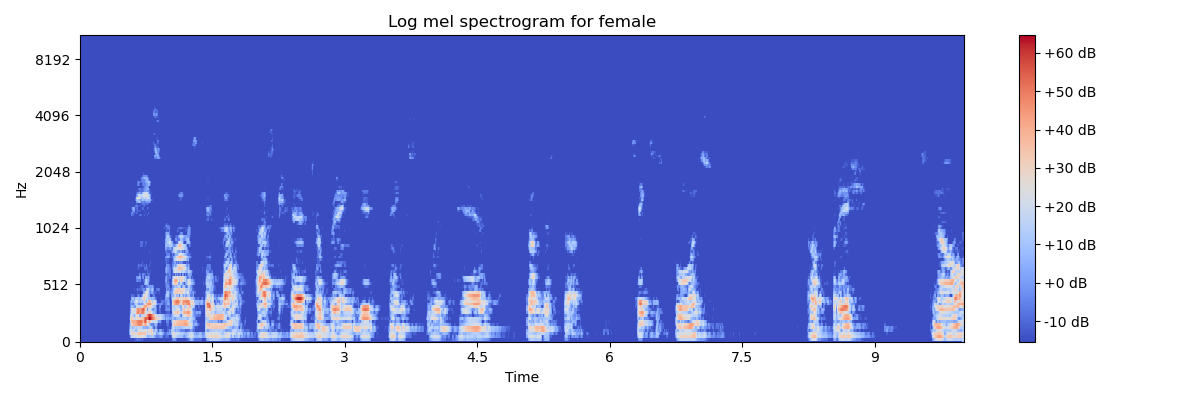 Log mel spectrogram for female
8192
4096
2048
1024
512
0
Hz
0 1.5 3 4.5 6 7.5 9
Time
+60 dB
+50 dB
+40 dB
+30 dB
+20 dB
+10 dB
+0 dB
-10 dB